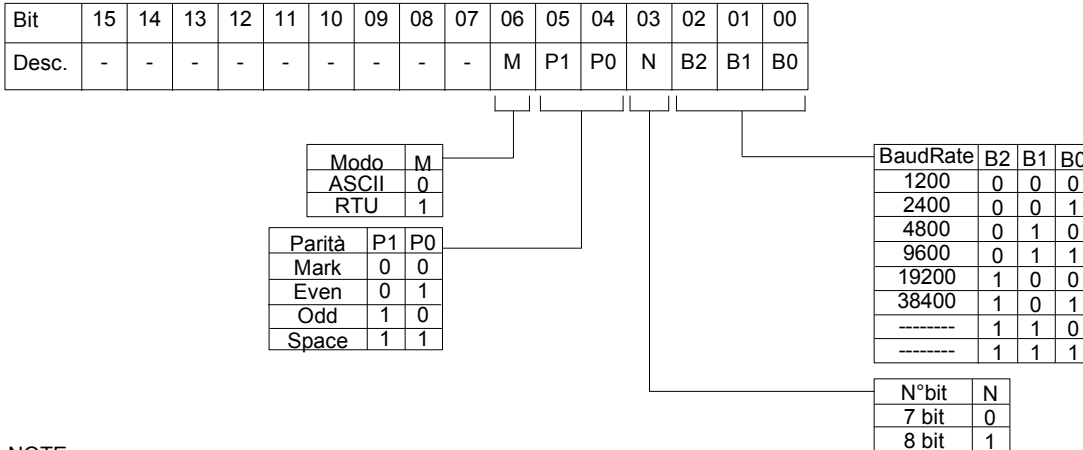 Bit 15 14 13 12 11 10 09 08 07 06 05 04 03 02 01 00
Desc. - - - - - - - - - M P1 P0 N B2 B1 B0
Modo M
ASCII 0
RTU 1
Parità P1 P0
Mark 0 0
Even 0 1
Odd 1 0
Space 1 1
BaudRate B2 B1 B0
1200 0 0 0
2400 0 0 1
4800 0 1 0
9600 0 1 1
19200 1 0 0
38400 1 0 1
-------- 1 1 0
-------- 1 1 1
N°bit N
7 bit 0
8 bit 1